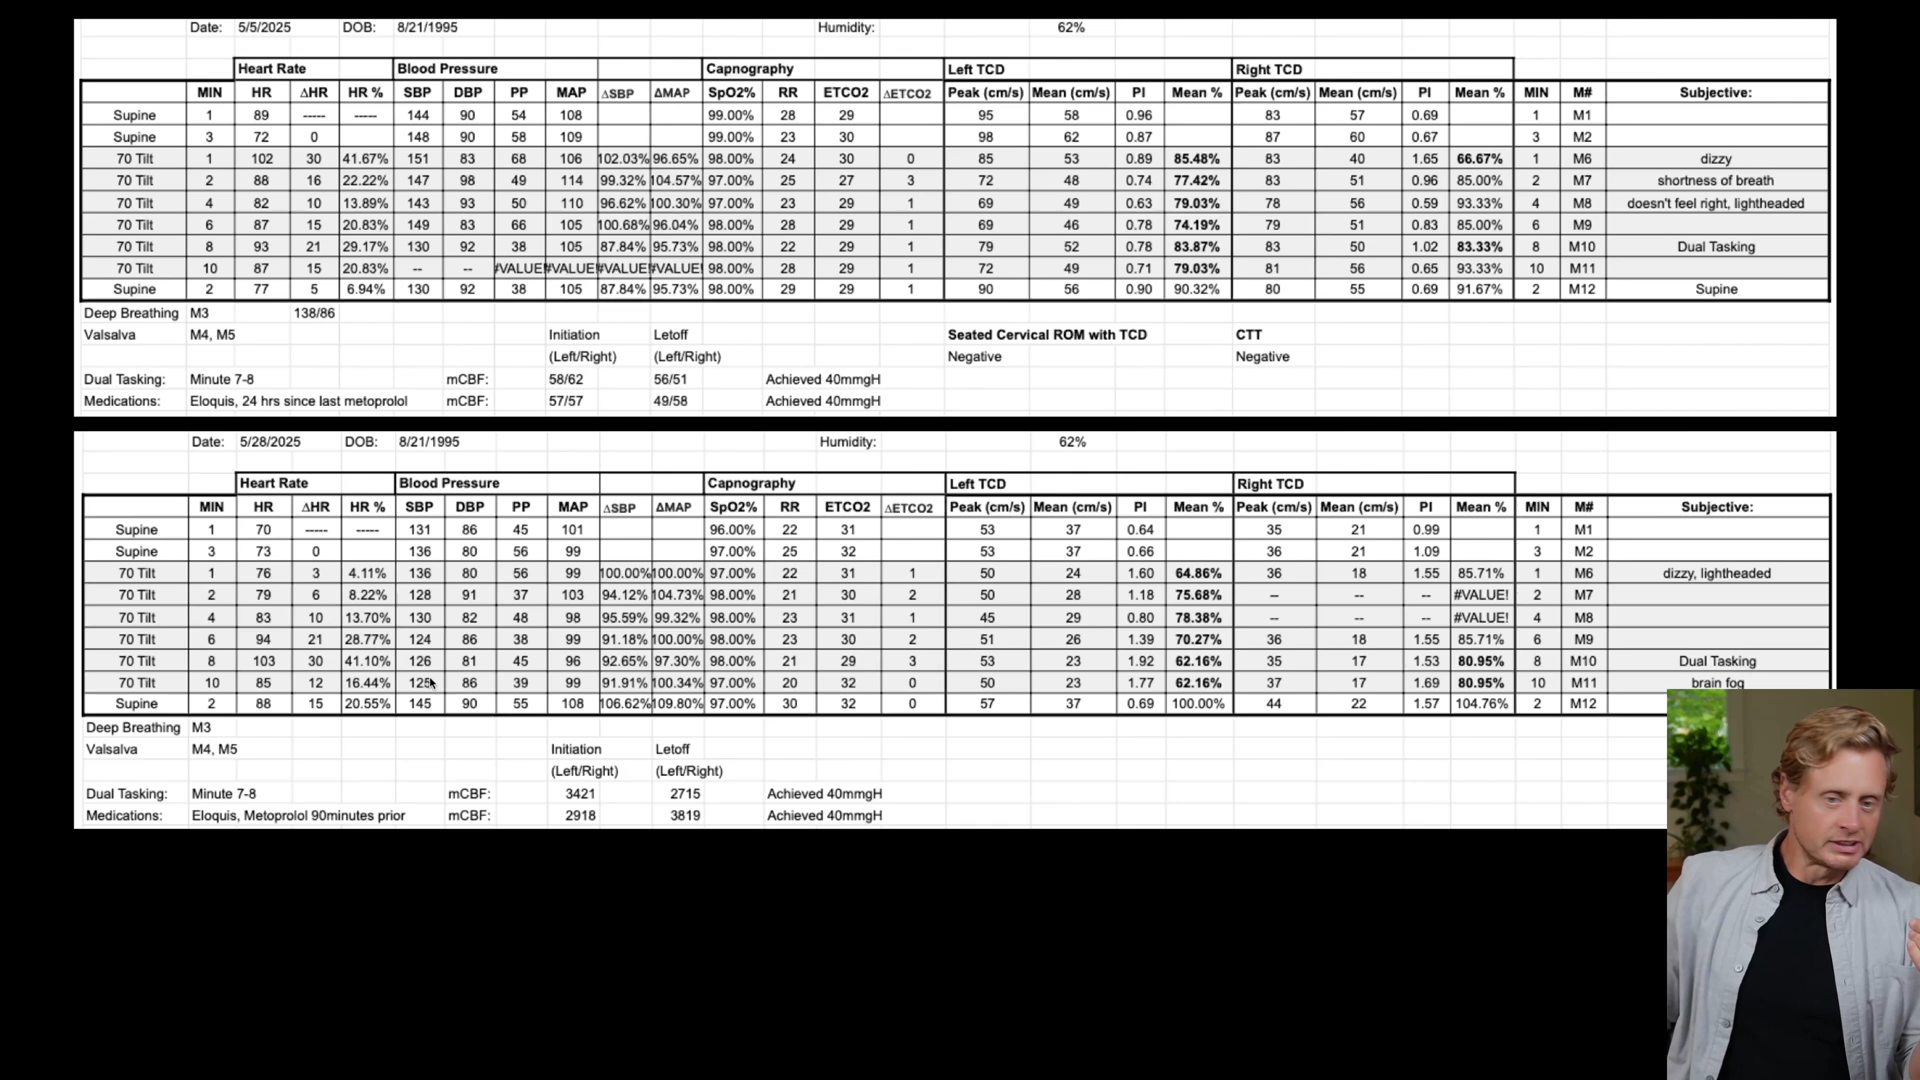 Date: 5/5/2025 DOB: 8/21/1995 Humidity: 62%
Heart Rate Blood Pressure Capnography Left TCD Right TCD
MIN HR ΔHR HR % SBP DBP PP MAP ΔSBP ΔMAP SpO2% RR ETCO2 ΔETCO2 Peak (cm/s) Mean (cm/s) PI Mean % Peak (cm/s) Mean (cm/s) PI Mean % MIN M# Subjective:
Supine 1 89 ----- ----- 144 90 54 108 99.00% 28 29 95 58 0.96 83 57 0.69 1 M1
Supine 3 72 0 148 90 58 109 99.00% 23 30 98 62 0.87 87 60 0.67 3 M2
70 Tilt 1 102 30 41.67% 151 83 68 106 102.03% 96.65% 98.00% 24 30 0 85 53 0.89 85.48% 83 40 1.65 66.67% 1 M6 dizzy
70 Tilt 2 88 16 22.22% 147 98 49 114 99.32% 104.57% 97.00% 25 27 3 72 48 0.74 77.42% 83 51 0.96 85.00% 2 M7 shortness of breath
70 Tilt 4 82 10 13.89% 143 93 50 110 96.62% 100.30% 97.00% 23 29 1 69 49 0.63 79.03% 78 56 0.59 93.33% 4 M8 doesn't feel right, lightheaded
70 Tilt 6 87 15 20.83% 149 83 66 105 100.68% 96.04% 98.00% 28 29 1 69 46 0.78 74.19% 79 51 0.83 85.00% 6 M9
70 Tilt 8 93 21 29.17% 130 92 38 105 87.84% 95.73% 98.00% 22 29 1 79 52 0.78 83.87% 83 50 1.02 83.33% 8 M10 Dual Tasking
70 Tilt 10 87 15 20.83% -- -- #VALUE! #VALUE! #VALUE! #VALUE! 98.00% 28 29 1 72 49 0.71 79.03% 81 56 0.65 93.33% 10 M11
Supine 2 77 5 6.94% 130 92 38 105 87.84% 95.73% 98.00% 29 29 1 90 56 0.90 90.32% 80 55 0.69 91.67% 2 M12 Supine
Deep Breathing M3 138/86
Valsalva M4, M5 Initiation Letoff Seated Cervical ROM with TCD CTT
(Left/Right) (Left/Right) Negative Negative
Dual Tasking: Minute 7-8 mCBF: 58/62 56/51 Achieved 40mmgH
Medications: Eloquis, 24 hrs since last metoprolol mCBF: 57/57 49/58 Achieved 40mmgH
Date: 5/28/2025 DOB: 8/21/1995 Humidity: 62%
Heart Rate Blood Pressure Capnography Left TCD Right TCD
MIN HR ΔHR HR % SBP DBP PP MAP ΔSBP ΔMAP SpO2% RR ETCO2 ΔETCO2 Peak (cm/s) Mean (cm/s) PI Mean % Peak (cm/s) Mean (cm/s) PI Mean % MIN M# Subjective:
Supine 1 70 ----- ----- 131 86 45 101 96.00% 22 31 53 37 0.64 35 21 0.99 1 M1
Supine 3 73 0 136 80 56 99 97.00% 25 32 53 37 0.66 36 21 1.09 3 M2
70 Tilt 1 76 3 4.11% 136 80 56 99 100.00% 100.00% 97.00% 22 31 1 50 24 1.60 64.86% 36 18 1.55 85.71% 1 M6 dizzy, lightheaded
70 Tilt 2 79 6 8.22% 128 91 37 103 94.12% 104.73% 98.00% 21 30 2 50 28 1.18 75.68% -- -- -- #VALUE! 2 M7
70 Tilt 4 83 10 13.70% 130 82 48 98 95.59% 99.32% 98.00% 23 31 1 45 29 0.80 78.38% -- -- -- #VALUE! 4 M8
70 Tilt 6 94 21 28.77% 124 86 38 99 91.18% 100.00% 98.00% 23 30 2 51 26 1.39 70.27% 36 18 1.55 85.71% 6 M9
70 Tilt 8 103 30 41.10% 126 81 45 96 92.65% 97.30% 98.00% 21 29 3 53 23 1.92 62.16% 35 17 1.53 80.95% 8 M10 Dual Tasking
70 Tilt 10 85 12 16.44% 125 86 39 99 91.91% 100.34% 97.00% 20 32 0 50 23 1.77 62.16% 37 17 1.69 80.95% 10 M11 brain fog
Supine 2 88 15 20.55% 145 90 55 108 106.62% 109.80% 97.00% 30 32 0 57 37 0.69 100.00% 44 22 1.57 104.76% 2 M12
Deep Breathing M3
Valsalva M4, M5 Initiation Letoff
(Left/Right) (Left/Right)
Dual Tasking: Minute 7-8 mCBF: 3421 2715 Achieved 40mmgH
Medications: Eloquis, Metoprolol 90minutes prior mCBF: 2918 3819 Achieved 40mmgH